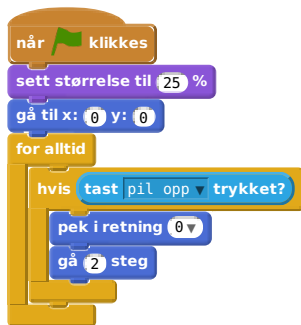 når klikkes
sett størrelse til 25 %
gå til x: 0 y: 0
for alltid
hvis tast pil opp trykket?
pek i retning 0
gå 2 steg